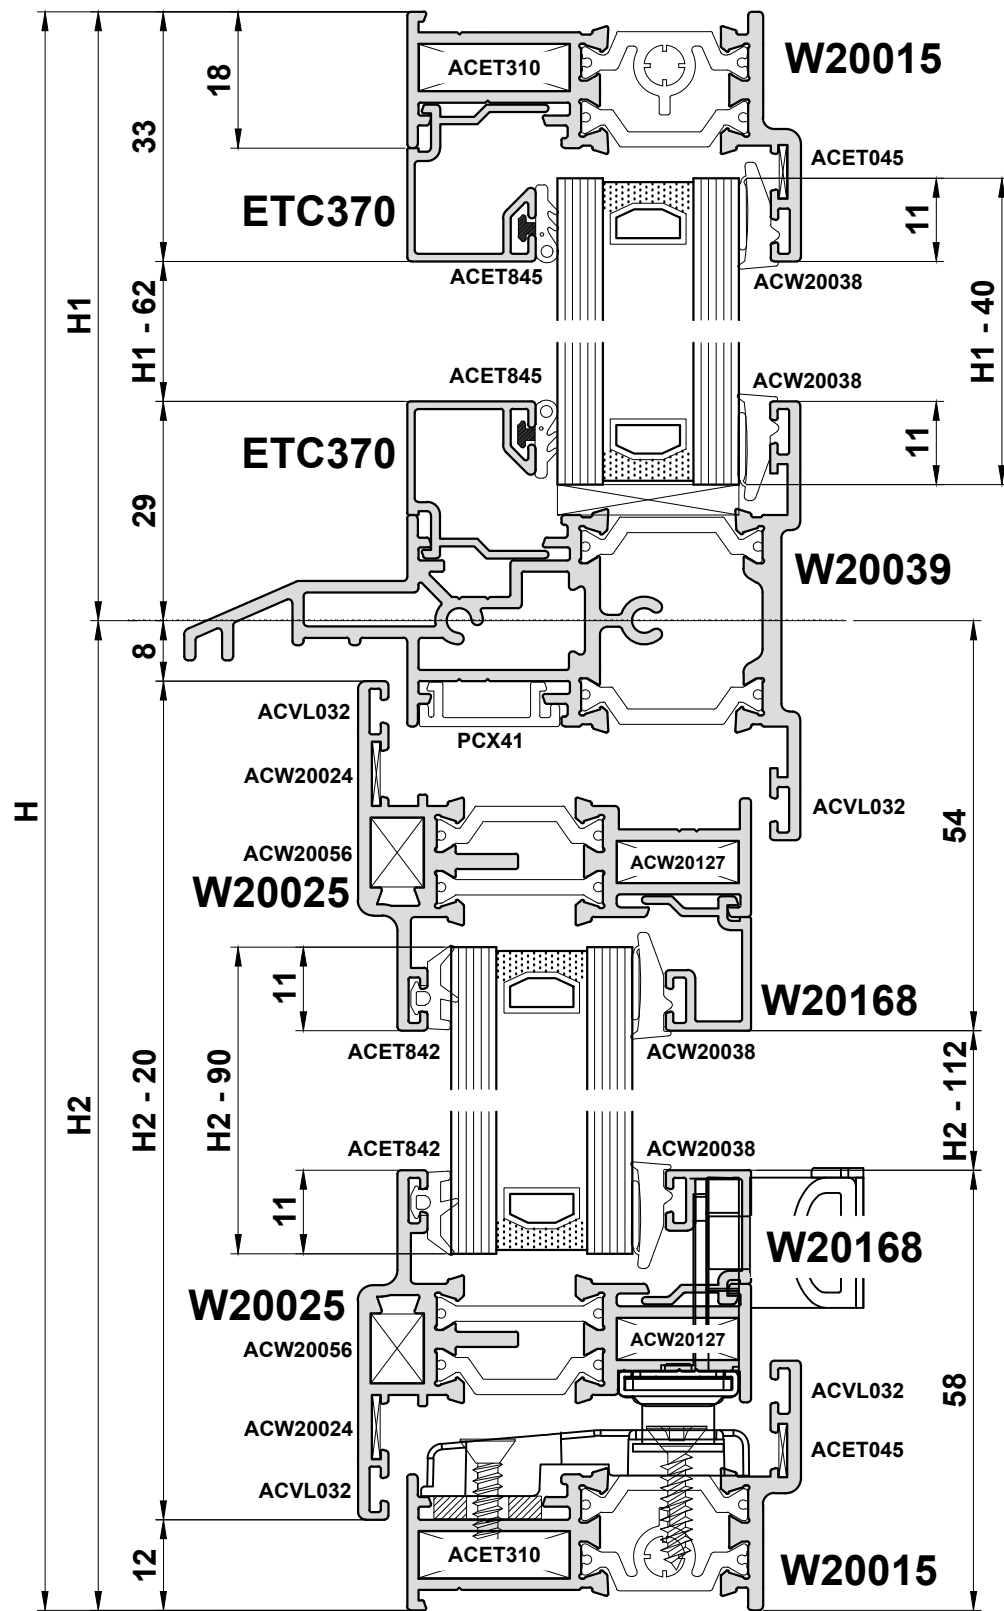 W20015
ACET310
18
33
ACET045
ETC370
11
ACET845
ACW20038
H1
H1 - 62
H1 - 40
ACET845
ACW20038
ETC370
11
29
W20039
8
ACVL032
PCX41
ACW20024
ACVL032
54
H
ACW20056
ACW20127
W20025
11
W20168
ACET842
ACW20038
H2
H2 - 20
H2 - 90
H2 - 112
ACET842
ACW20038
11
W20168
W20025
ACW20056
ACW20127
ACVL032
58
ACW20024
ACET045
ACVL032
ACET310
12
W20015